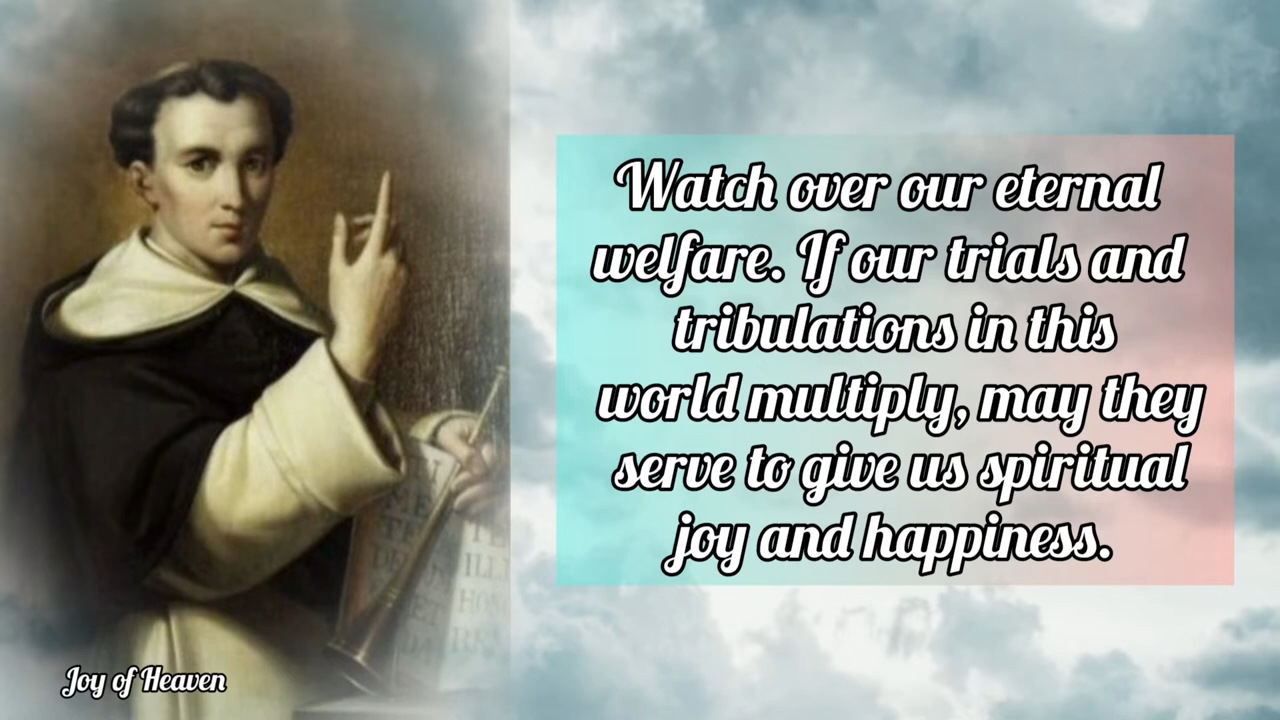 Watch over our eternal
welfare. If our trials and
tribulations in this
world multiply, may they
serve to give us spiritual
joy and happiness.
Joy of Heaven